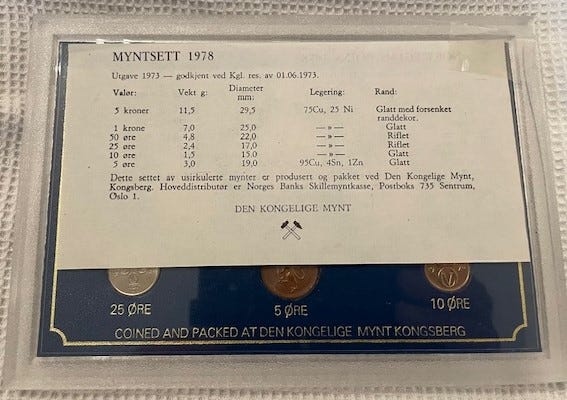 MYNTSETT 1978
Utgave 1973 — godkjent ved Kgl. res. av 01.06.1973.
Valør: Vekt g: Diameter mm: Legering: Rand:
5 kroner 11,5 29,5 75Cu, 25 Ni Glatt med forsenket randdekor.
1 krone 7,0 25,0 —»— Glatt
50 øre 4,8 22,0 —»— Riflet
25 øre 2,4 17,0 —»— Riflet
10 øre 1,5 15.0 —»— Glatt
5 øre 3,0 19,0 95Cu, 4Sn, 1Zn Glatt
Dette settet av usirkulerte mynter er produsert og pakket ved Den Kongelige Mynt,
Kongsberg. Hoveddistributør er Norges Banks Skillemyntkasse, Postboks 735 Sentrum,
Oslo 1.
DEN KONGELIGE MYNT
25 ØRE 5 ØRE 10 ØRE
COINED AND PACKED AT DEN KONGELIGE MYNT KONGSBERG